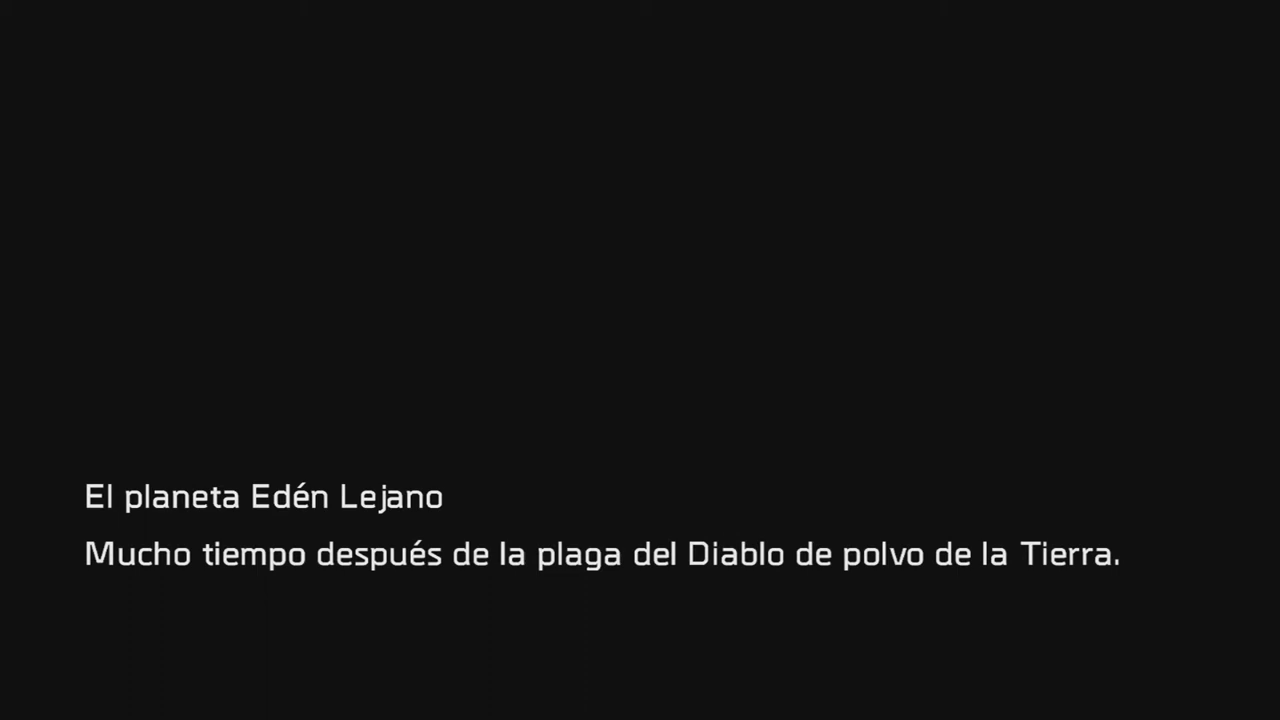 El planeta Edén Lejano
Mucho tiempo después de la plaga del Diablo de polvo de la Tierra.